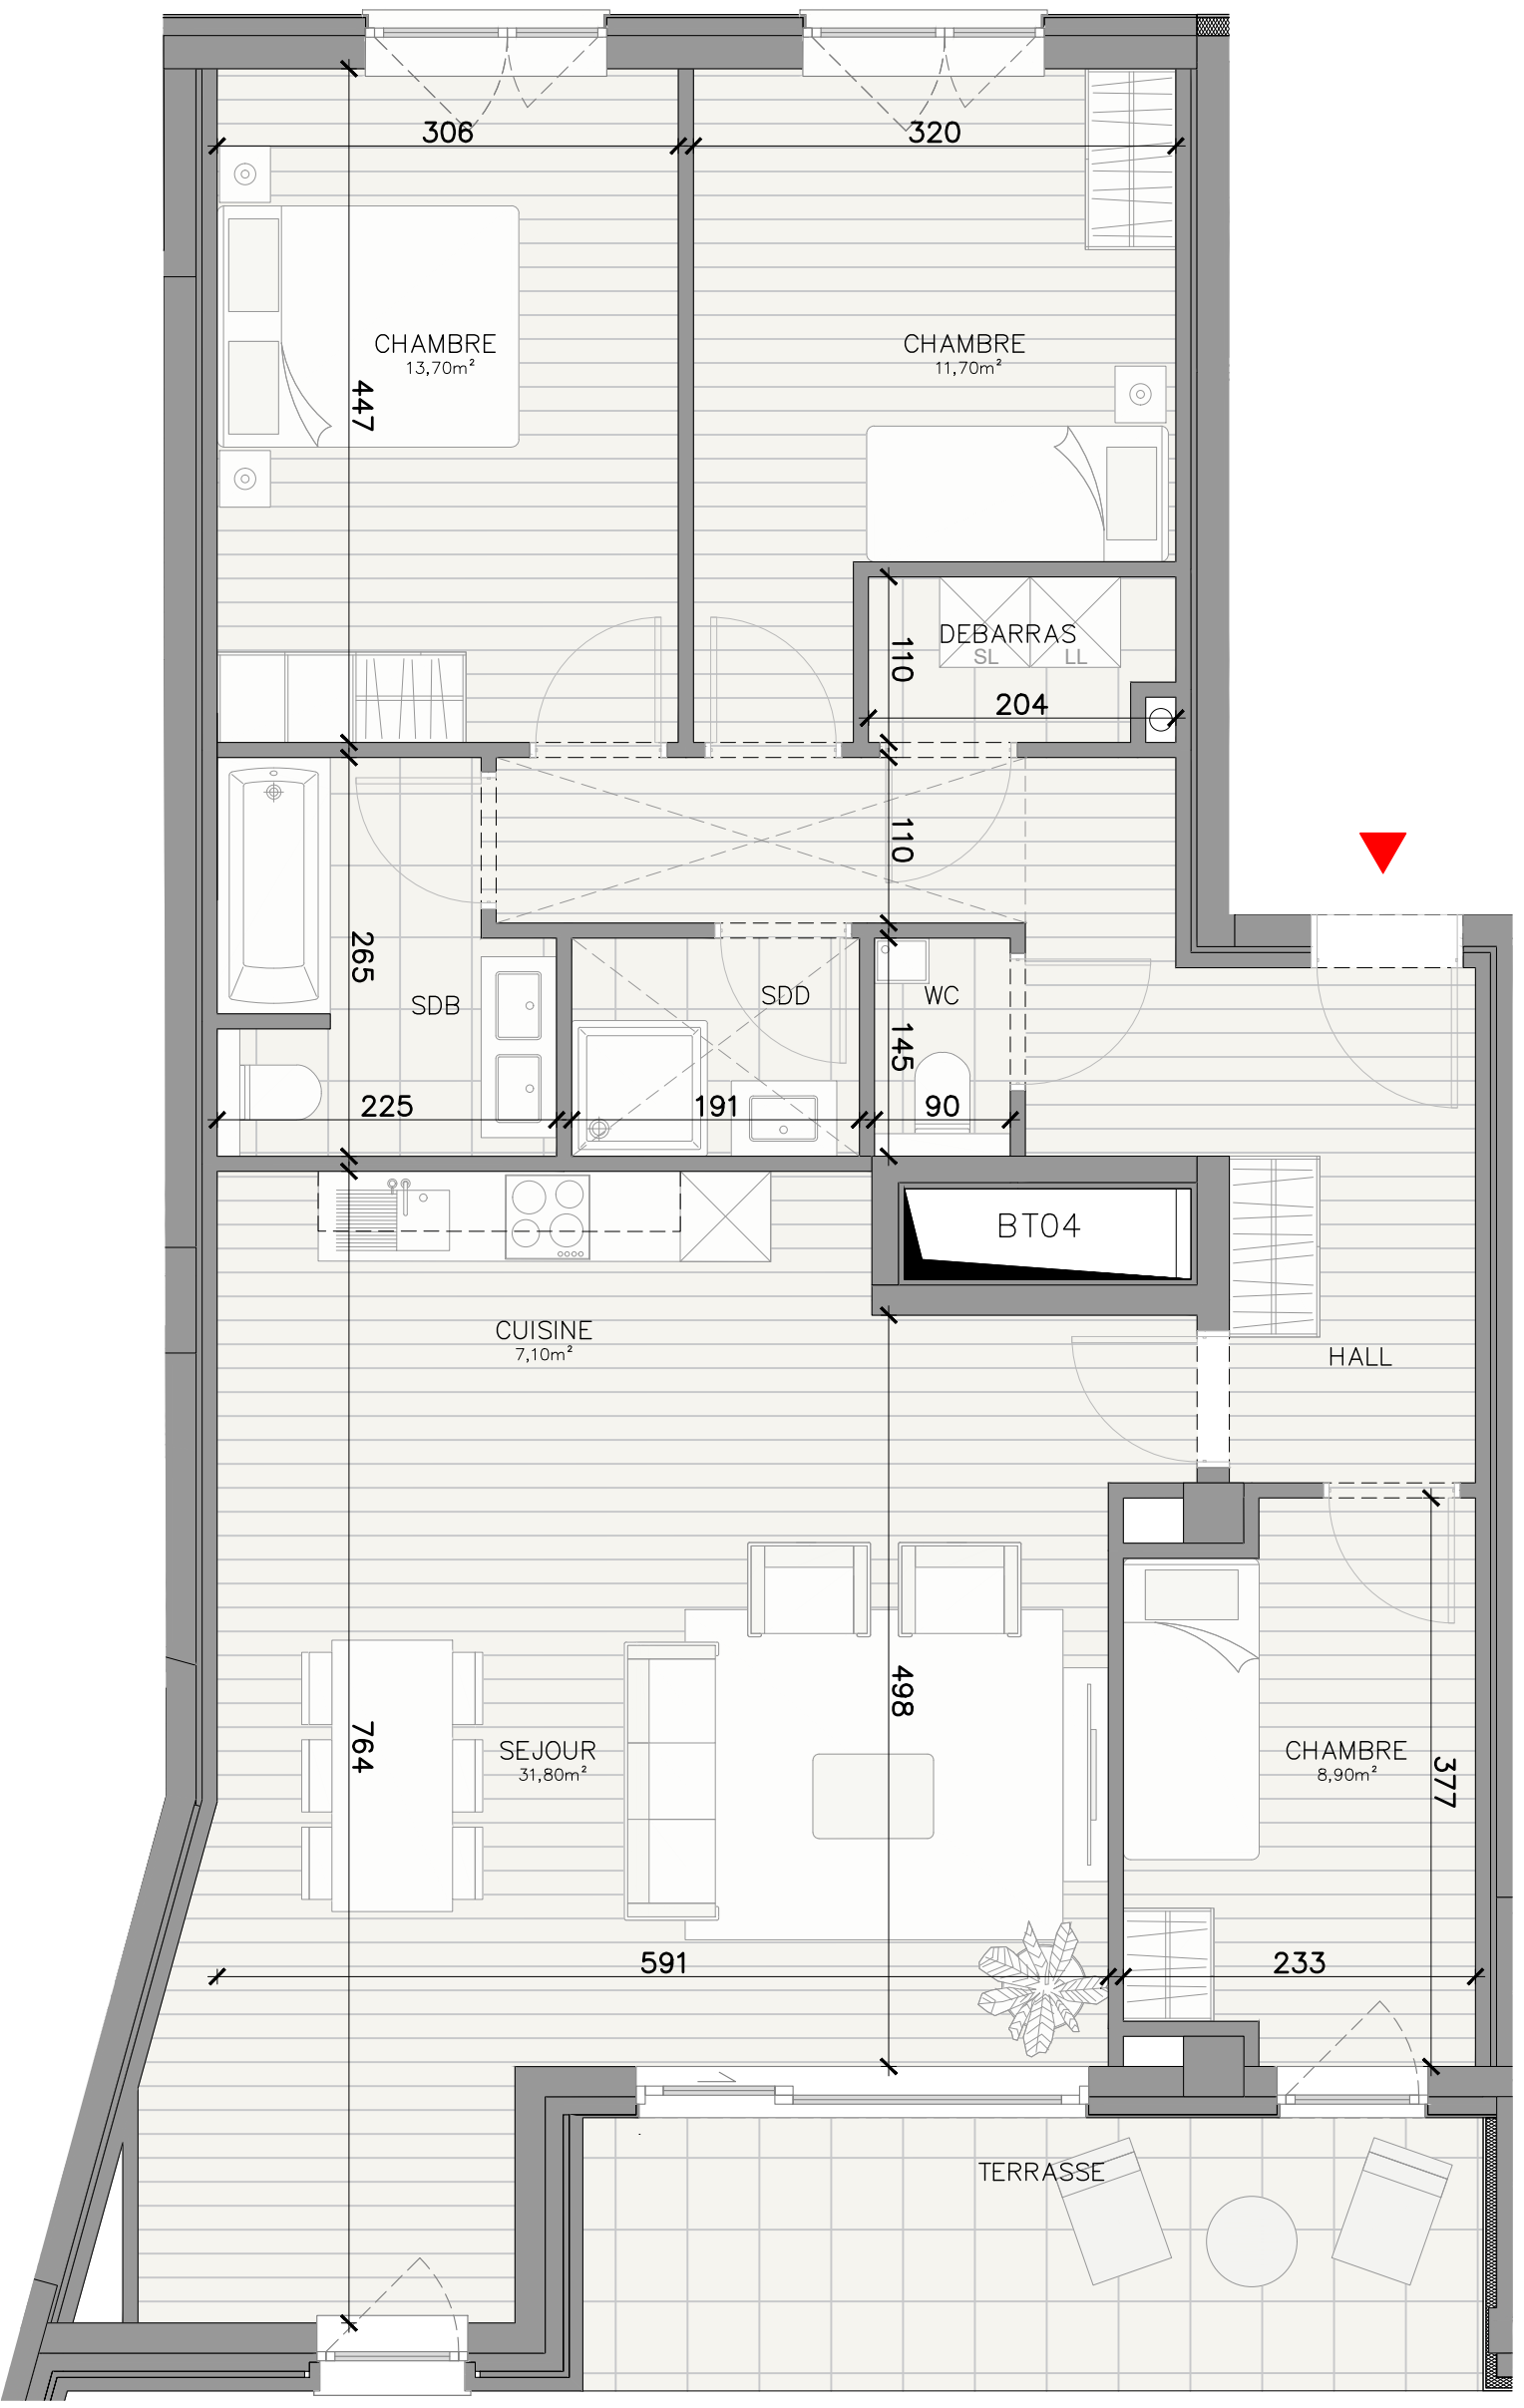 306
320
CHAMBRE
13,70m²
CHAMBRE
11,70m²
447
DEBARRAS
SL
LL
110
204
110
265
SDB
SDD
WC
145
225
191
90
BT04
CUISINE
7,10m²
HALL
498
764
SEJOUR
31,80m²
CHAMBRE
8,90m²
377
591
233
TERRASSE